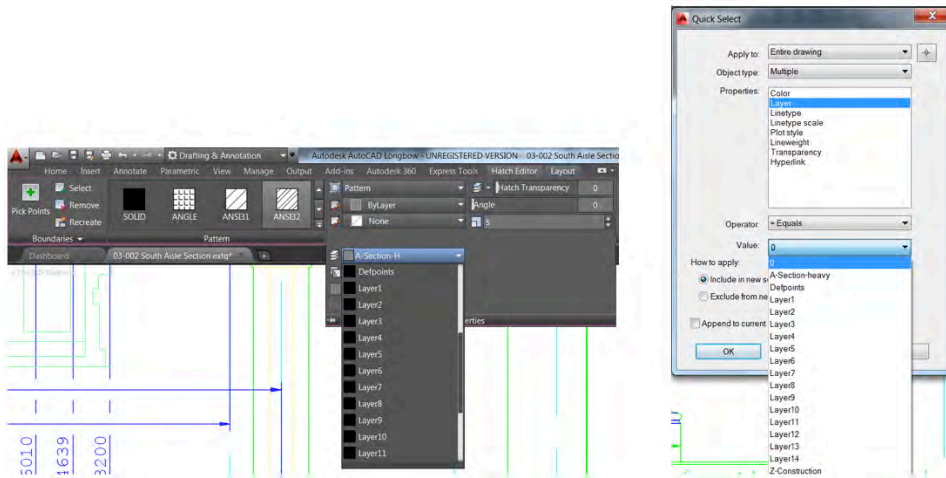 Drafting & Annotation
Autodesk AutoCAD Longbow - UNREGISTERED VERSION 03-002 South Aisle Sectio
Home Insert Annotate Parametric View Manage Output Add-ins Autodesk 360 Express Tools Hatch Editor Layout
Pick Points
Select
Remove
Recreate
SOLID ANGLE ANSI31 ANSI32
Pattern Hatch Transparency 0
ByLayer Angle 0
None 5
Boundaries Pattern
Dashboard 03-002 South Aisle Section extg*
A-Section-H
Defpoints
Layer1
Layer2
Layer3
Layer4
Layer5
Layer6
Layer7
Layer8
Layer9
Layer10
Layer11
erties
5010
4639
3200
Quick Select
Apply to: Entire drawing
Object type: Multiple
Properties: Color
Layer
Linetype
Linetype scale
Plot style
Lineweight
Transparency
Hyperlink
Operator: = Equals
Value: 0
How to apply: 0
Include in new s
A-Section-heavy
Exclude from ne
Defpoints
Layer1
Layer2
Append to current
Layer3
Layer4
OK
Layer5
Layer6
Layer7
Layer8
Layer9
Layer10
Layer11
Layer12
Layer13
Layer14
Z-Construction